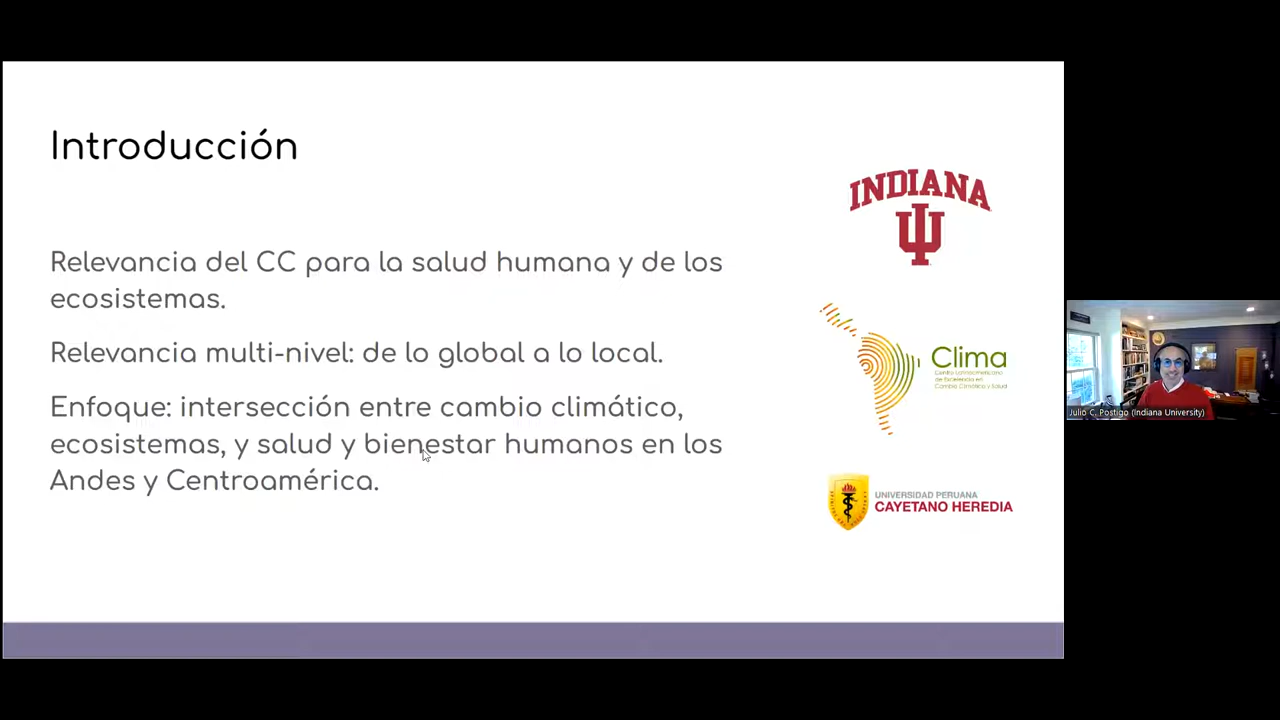 Introducción
Relevancia del CC para la salud humana y de los
ecosistemas.
Relevancia multi-nivel: de lo global a lo local.
Enfoque: intersección entre cambio climático,
ecosistemas, y salud y bienestar humanos en los
Andes y Centroamérica.
INDIANA
Clima
Centro Latinoamericano
de Excelencia en
Cambio Climático y Salud
UNIVERSIDAD PERUANA
CAYETANO HEREDIA
Julio C. Postigo (Indiana University)